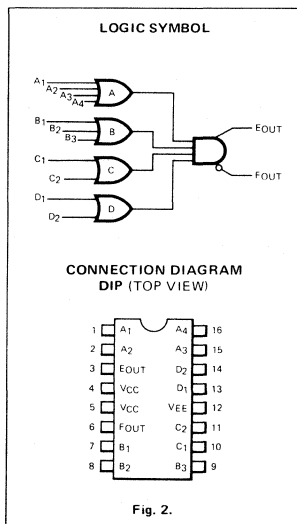 LOGIC SYMBOL
A1
A2
A3
A4
A
B1
B2
B3
B
C1
C2
C
D1
D2
D
EOUT
FOUT
CONNECTION DIAGRAM
DIP (TOP VIEW)
1 A1 A4 16
2 A2 A3 15
3 EOUT D2 14
4 VCC D1 13
5 VCC VEE 12
6 FOUT C2 11
7 B1 C1 10
8 B2 B3 9
Fig. 2.